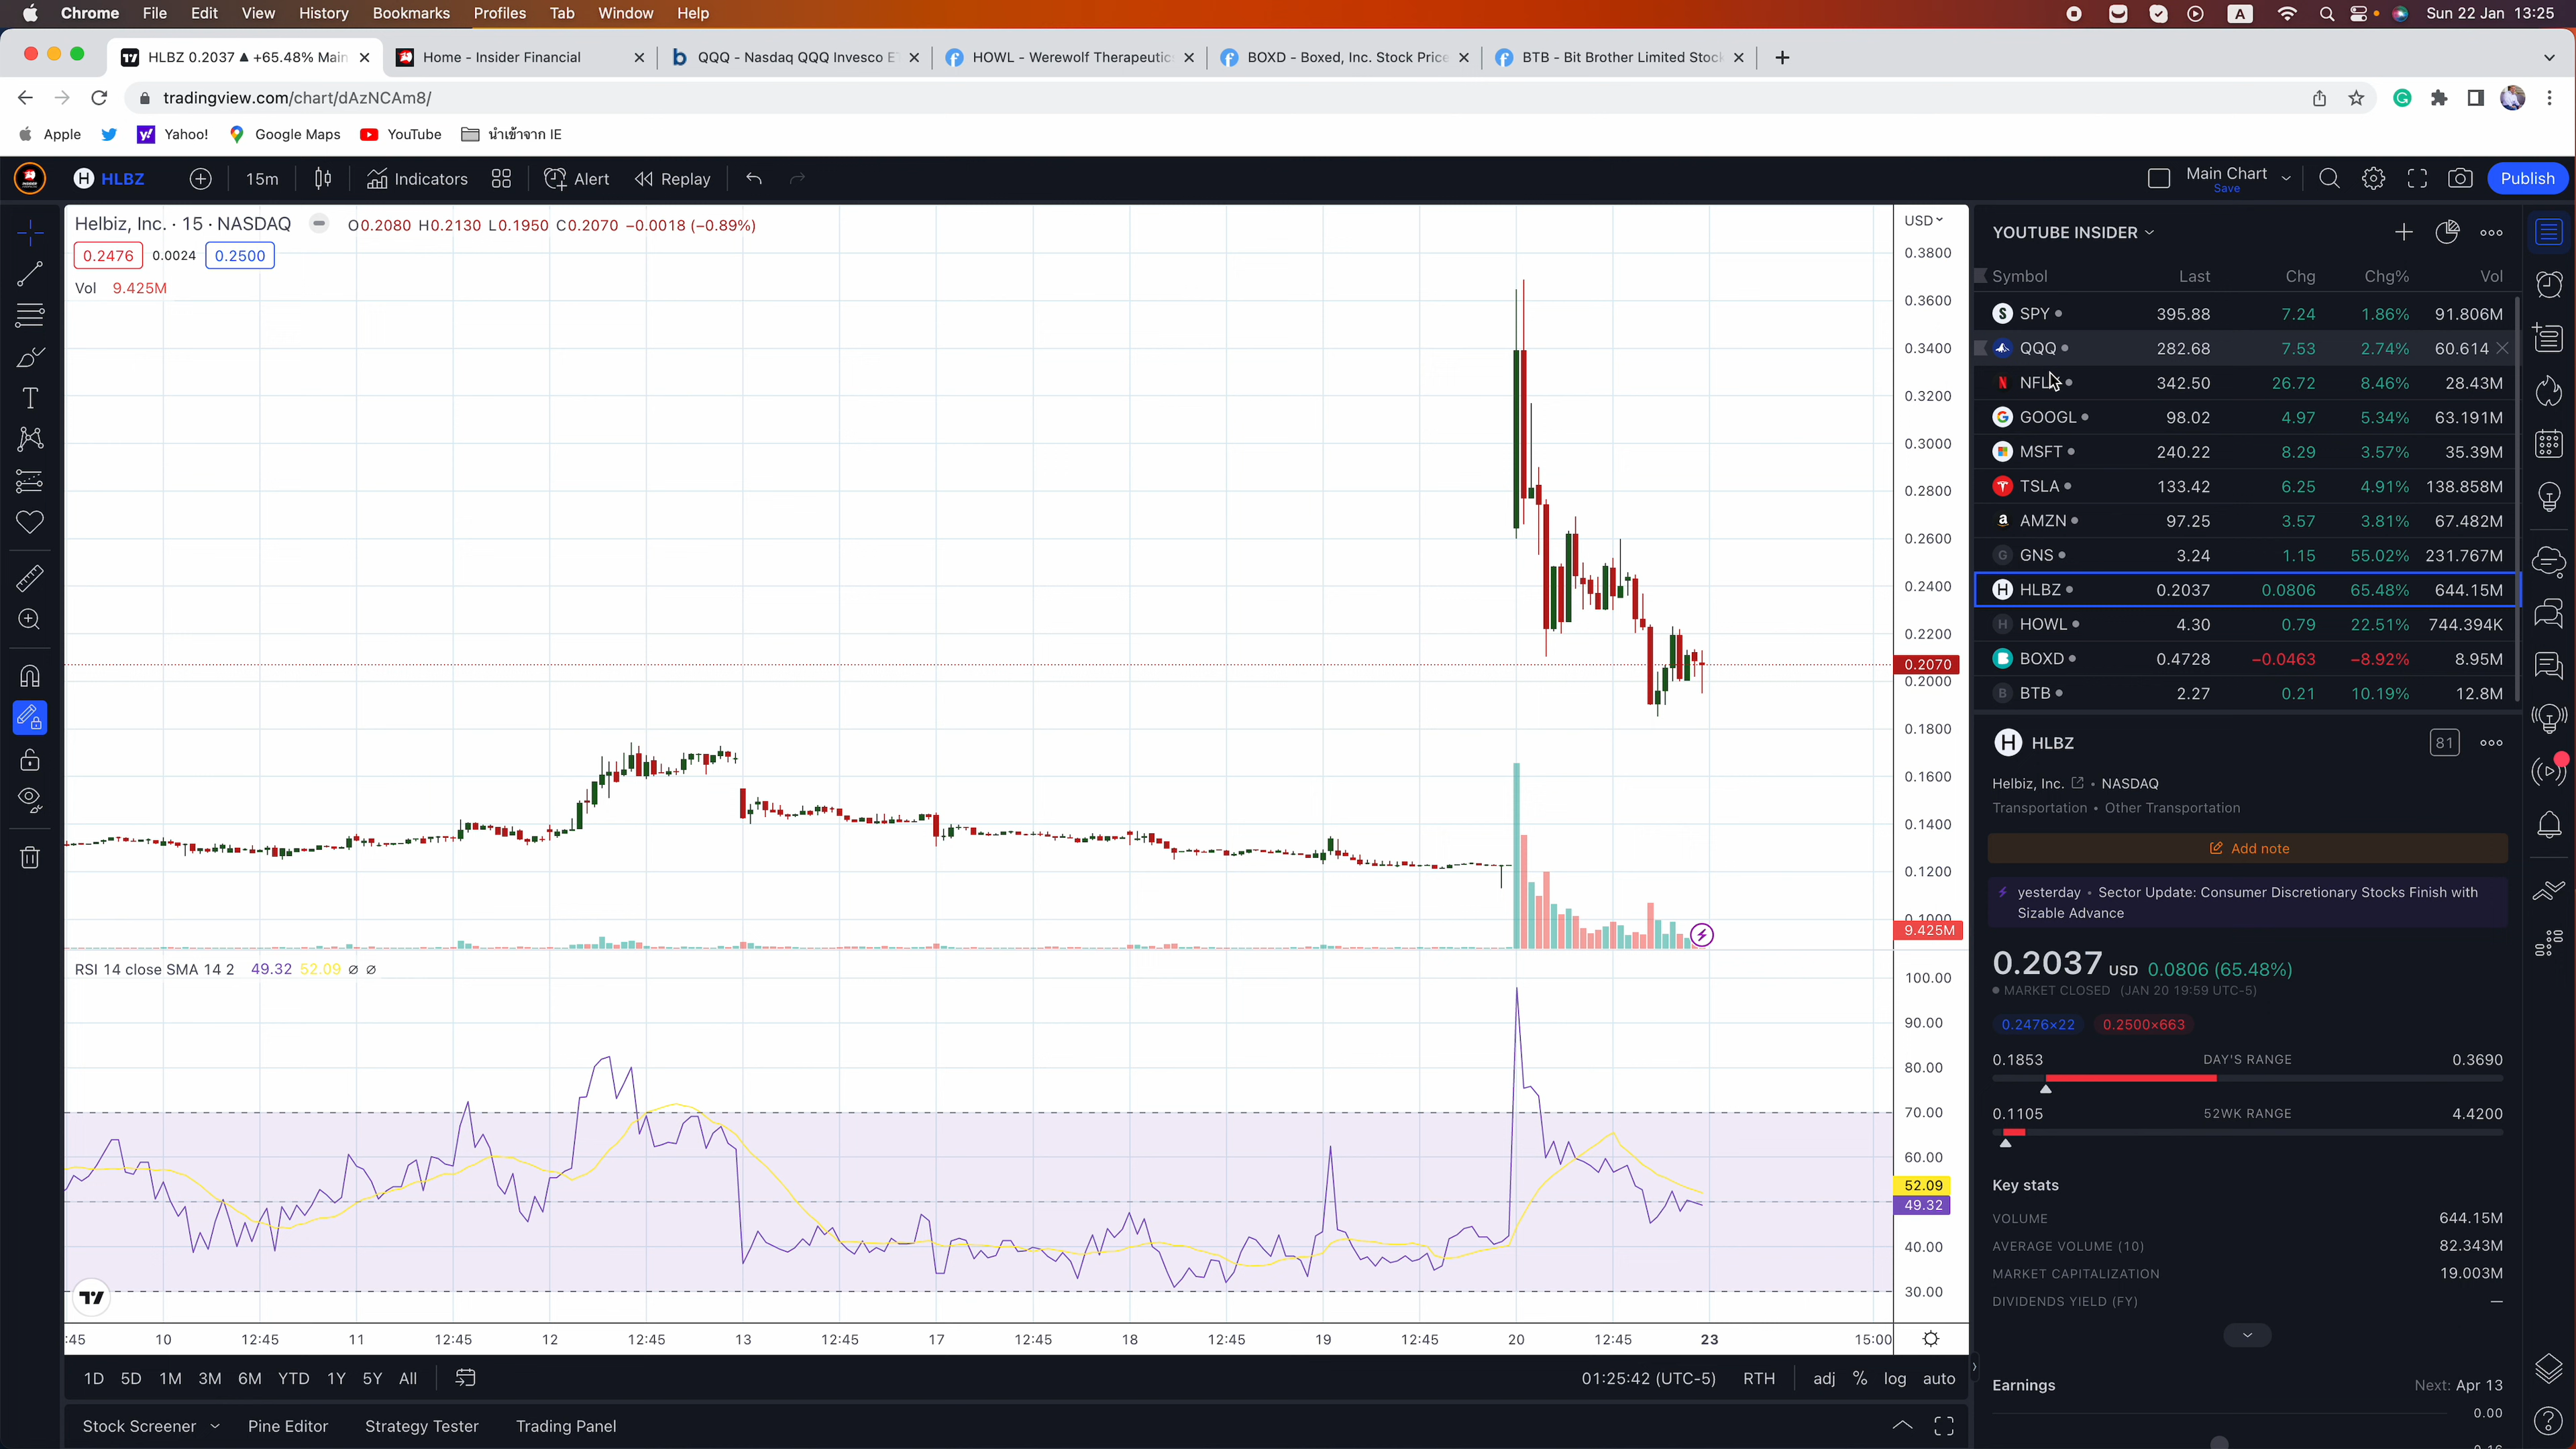 Chrome File Edit View History Bookmarks Profiles Tab Window Help A Sun 22 Jan 13:25
HLBZ 0.2037 ▲ +65.48% Main Home - Insider Financial QQQ - Nasdaq QQQ Invesco E HOWL - Werewolf Therapeutic BOXD - Boxed, Inc. Stock Price BTB - Bit Brother Limited Stoc
tradingview.com/chart/dAzNCAm8/
Apple Yahoo! Google Maps YouTube นำเข้าจาก IE
HLBZ 15m Indicators Alert Replay Main Chart Save Publish
Helbiz, Inc. · 15 · NASDAQ O0.2080 H0.2130 L0.1950 C0.2070 −0.0018 (−0.89%)
0.2476 0.0024 0.2500
Vol 9.425M
USD
0.3800
0.3600
0.3400
0.3200
0.3000
0.2800
0.2600
0.2400
0.2200
0.2070
0.2000
0.1800
0.1600
0.1400
0.1200
0.1000
9.425M
RSI 14 close SMA 14 2 49.32 52.09 ∅ ∅
100.00
90.00
80.00
70.00
60.00
52.09
49.32
40.00
30.00
:45 10 12:45 11 12:45 12 12:45 13 12:45 17 12:45 18 12:45 19 12:45 20 12:45 23 15:00
1D 5D 1M 3M 6M YTD 1Y 5Y All 01:25:42 (UTC-5) RTH adj % log auto
Stock Screener Pine Editor Strategy Tester Trading Panel
YOUTUBE INSIDER
Symbol Last Chg Chg% Vol
SPY 395.88 7.24 1.86% 91.806M
QQQ 282.68 7.53 2.74% 60.614
NFL 342.50 26.72 8.46% 28.43M
GOOGL 98.02 4.97 5.34% 63.191M
MSFT 240.22 8.29 3.57% 35.39M
TSLA 133.42 6.25 4.91% 138.858M
AMZN 97.25 3.57 3.81% 67.482M
GNS 3.24 1.15 55.02% 231.767M
HLBZ 0.2037 0.0806 65.48% 644.15M
HOWL 4.30 0.79 22.51% 744.394K
BOXD 0.4728 −0.0463 −8.92% 8.95M
BTB 2.27 0.21 10.19% 12.8M
HLBZ 81
Helbiz, Inc. • NASDAQ
Transportation • Other Transportation
Add note
yesterday • Sector Update: Consumer Discretionary Stocks Finish with
Sizable Advance
0.2037 USD 0.0806 (65.48%)
MARKET CLOSED (JAN 20 19:59 UTC-5)
0.2476×22 0.2500×663
0.1853 DAY'S RANGE 0.3690
0.1105 52WK RANGE 4.4200
Key stats
VOLUME 644.15M
AVERAGE VOLUME (10) 82.343M
MARKET CAPITALIZATION 19.003M
DIVIDENDS YIELD (FY) —
Earnings Next: Apr 13
0.00